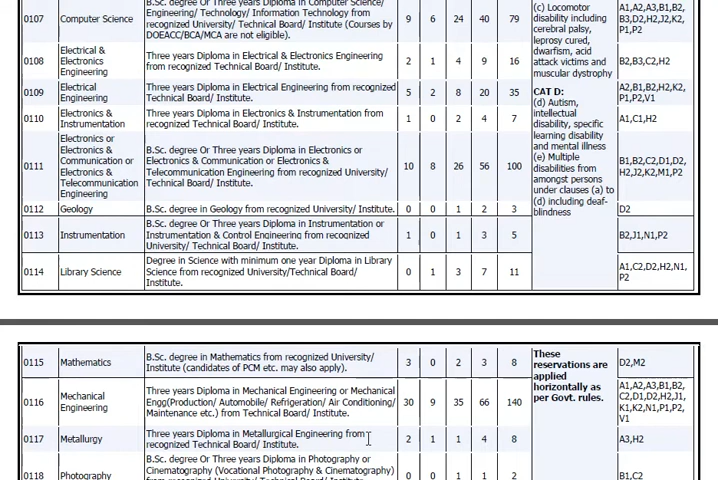 B.Sc. degree Or Three years Diploma in Computer Science/
0107 Computer Science Engineering/ Technology/ Information Technology from 9 6 24 40 79
recognized University/ Technical Board/ Institute (Courses by
DOEACC/BCA/MCA are not eligible).
(c) Locomotor
disability including
cerebral palsy,
leprosy cured,
dwarfism, acid
attack victims and
muscular dystrophy
A1,A2,A3,B1,B2,
B3,D2,H2,J2,K2,
P1,P2
0108 Electrical &
Electronics
Engineering
Three years Diploma in Electrical & Electronics Engineering
from recognized Technical Board/ Institute.
2 1 4 9 16
B2,B3,C2,H2
0109 Electrical
Engineering
Three years Diploma in Electrical Engineering from recognized
Technical Board/ Institute.
5 2 8 20 35
CAT D:
(d) Autism,
intellectual
disability, specific
learning disability
and mental illness
(e) Multiple
disabilities from
amongst persons
under clauses (a) to
(d) including deaf-
blindness
A2,B1,B2,H2,K2,
P1,P2,V1
0110 Electronics &
Instrumentation
Three years Diploma in Electronics & Instrumentation from
recognized Technical Board/ Institute.
1 0 2 4 7
A1,C1,H2
0111 Electronics or
Electronics &
Communication or
Electronics &
Telecommunication
Engineering
B.Sc. degree Or Three years Diploma in Electronics or
Electronics & Communication or Electronics &
Telecommunication Engineering from recognized University/
Technical Board/ Institute.
10 8 26 56 100
B1,B2,C2,D1,D2,
H2,J2,K2,M1,P2
0112 Geology B.Sc. degree in Geology from recognized University/ Institute. 0 0 1 2 3 D2
0113 Instrumentation
B.Sc. degree Or Three years Diploma in Instrumentation or
Instrumentation & Control Engineering from recognized
University/ Technical Board/ Institute.
1 0 1 3 5
B2,J1,N1,P2
0114 Library Science
Degree in Science with minimum one year Diploma in Library
Science from recognized University/Technical Board/
Institute.
0 1 3 7 11
A1,C2,D2,H2,N1,
P2
0115 Mathematics
B.Sc. degree in Mathematics from recognized University/
Institute (candidates of PCM etc. may also apply).
3 0 2 3 8
These
reservations are
applied
horizontally as
per Govt. rules.
D2,M2
0116 Mechanical
Engineering
Three years Diploma in Mechanical Engineering or Mechanical
Engg(Production/ Automobile/ Refrigeration/ Air Conditioning/
Maintenance etc.) from Technical Board/ Institute.
30 9 35 66 140
A1,A2,A3,B1,B2,
C2,D1,D2,H2,J1,
K1,K2,N1,P1,P2,
V1
0117 Metallurgy
Three years Diploma in Metallurgical Engineering from
recognized Technical Board/ Institute.
2 1 1 4 8
A3,H2
0118 Photography
B.Sc. degree Or Three years Diploma in Photography or
Cinematography (Vocational Photography & Cinematography)
from recognized University/ Technical Board/ Institute.
0 0 1 1 2
B1,C2